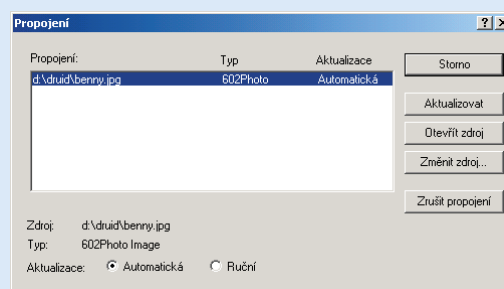 Propojení
Propojení: Typ Aktualizace
d:\druid\benny.jpg 602Photo Automatická
Storno
Aktualizovat
Otevřít zdroj
Změnit zdroj...
Zrušit propojení
Zdroj: d:\druid\benny.jpg
Typ: 602Photo Image
Aktualizace: Automatická Ruční